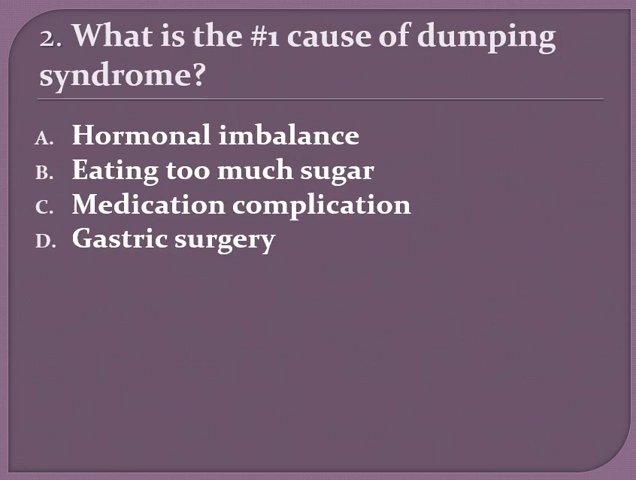 2. What is the #1 cause of dumping
syndrome?
A. Hormonal imbalance
B. Eating too much sugar
C. Medication complication
D. Gastric surgery